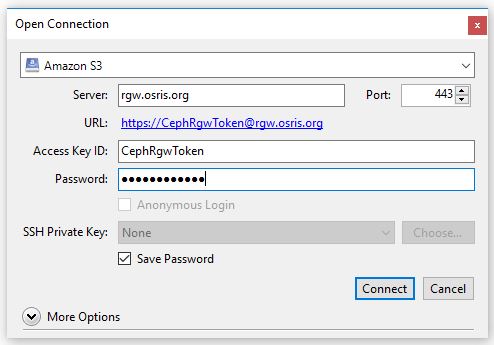 Open Connection
x
Amazon S3
Server: rgw.osris.org Port: 443
URL: https://CephRgwToken@rgw.osris.org
Access Key ID: CephRgwToken
Password: ●●●●●●●●●●●●
Anonymous Login
SSH Private Key: None Choose...
Save Password
Connect Cancel
More Options